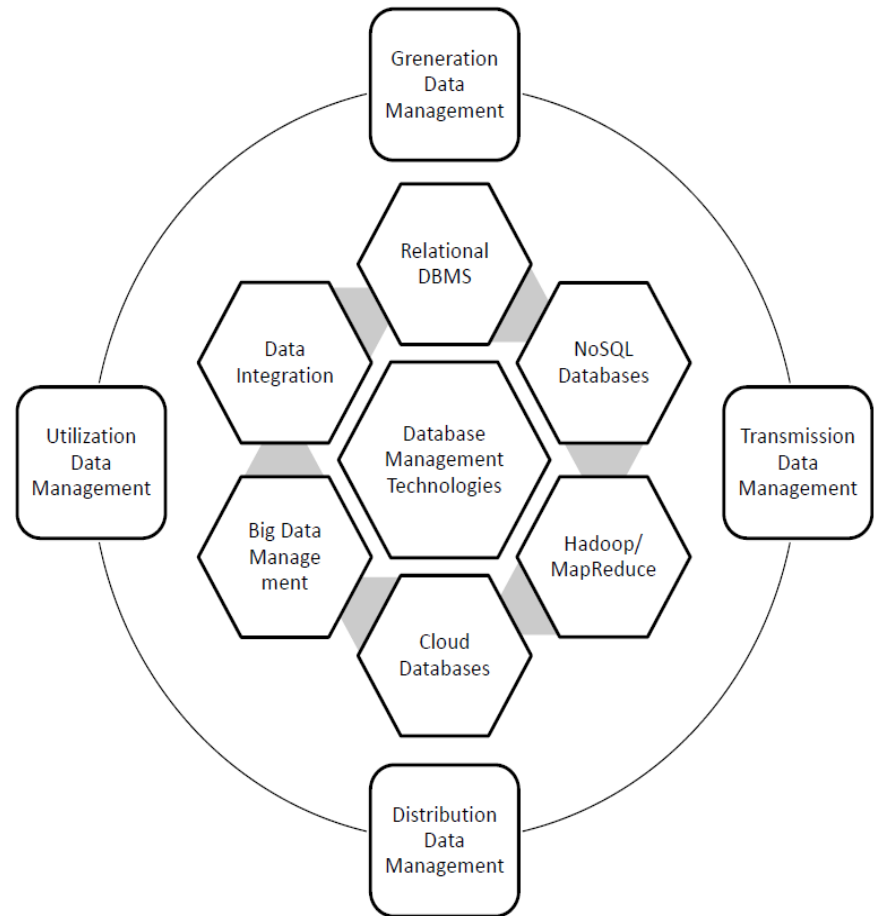 Greneration
Data
Management
Relational
DBMS
Data
Integration
NoSQL
Databases
Utilization
Data
Management
Database
Management
Technologies
Transmission
Data
Management
Big Data
Manage
ment
Hadoop/
MapReduce
Cloud
Databases
Distribution
Data
Management